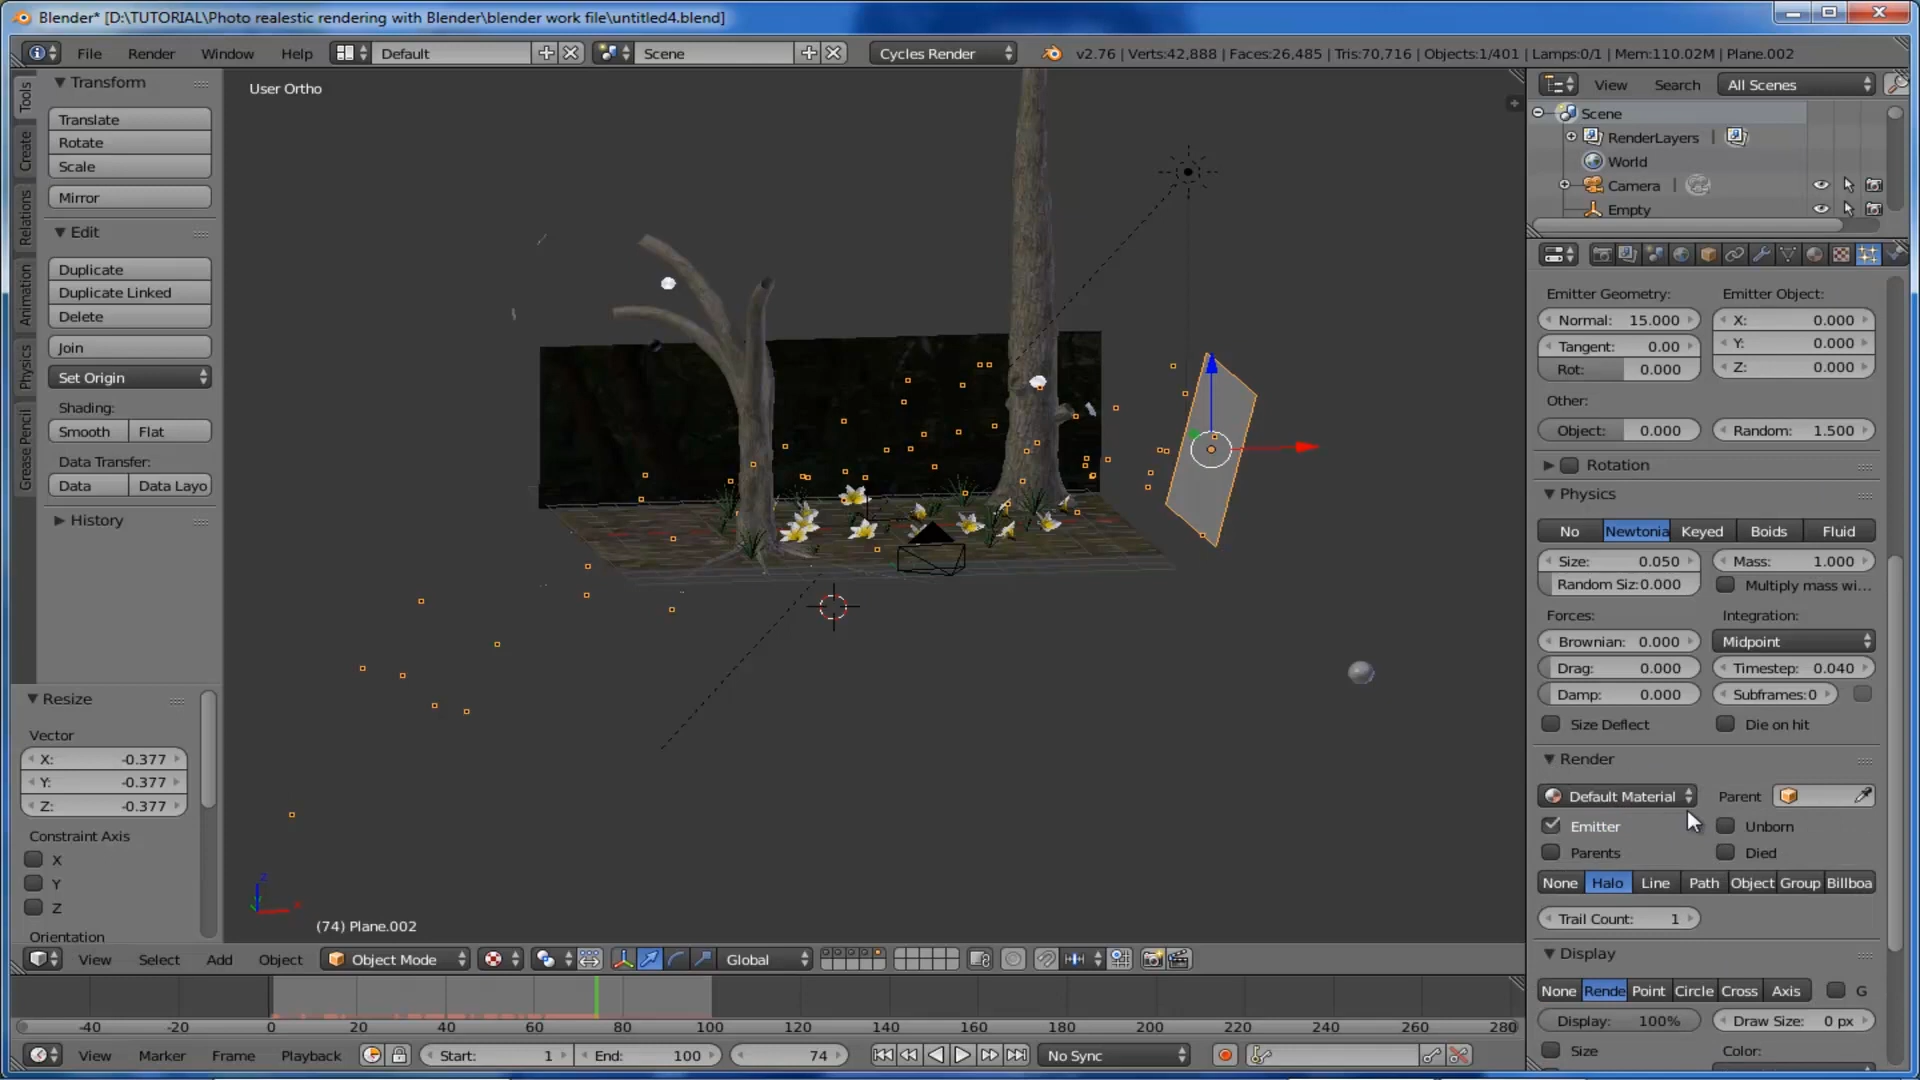 Blender* [D:\TUTORIAL\Photo realestic rendering with Blender\blender work file\untitled4.blend]
File Render Window Help Default Scene Cycles Render v2.76 | Verts:42,888 | Faces:26,485 | Tris:70,716 | Objects:1/401 | Lamps:0/1 | Mem:110.02M | Plane.002
Tools
Create
Relations
Animation
Physics
Grease Pencil
Transform
Translate
Rotate
Scale
Mirror
Edit
Duplicate
Duplicate Linked
Delete
Join
Set Origin
Shading:
Smooth Flat
Data Transfer:
Data Data Layo
History
Resize
Vector
X: -0.377
Y: -0.377
Z: -0.377
Constraint Axis
X
Y
Z
Orientation
User Ortho
(74) Plane.002
View Search All Scenes
Scene
RenderLayers
World
Camera
Empty
Emitter Geometry: Emitter Object:
Normal: 15.000 X: 0.000
Tangent: 0.00 Y: 0.000
Rot: 0.000 Z: 0.000
Other:
Object: 0.000 Random: 1.500
Rotation
Physics
No Newtonia Keyed Boids Fluid
Size: 0.050 Mass: 1.000
Random Siz:0.000 Multiply mass wi...
Forces: Integration:
Brownian: 0.000 Midpoint
Drag: 0.000 Timestep: 0.040
Damp: 0.000 Subframes:0
Size Deflect Die on hit
Render
Default Material Parent
Emitter Unborn
Parents Died
None Halo Line Path Object Group Billboa
Trail Count: 1
Display
None Rende Point Circle Cross Axis G
Display: 100% Draw Size: 0 px
Size Color:
View Select Add Object Object Mode Global
-40 -20 0 20 40 60 80 100 120 140 160 180 200 220 240 260 280
View Marker Frame Playback Start: 1 End: 100 74 No Sync
z